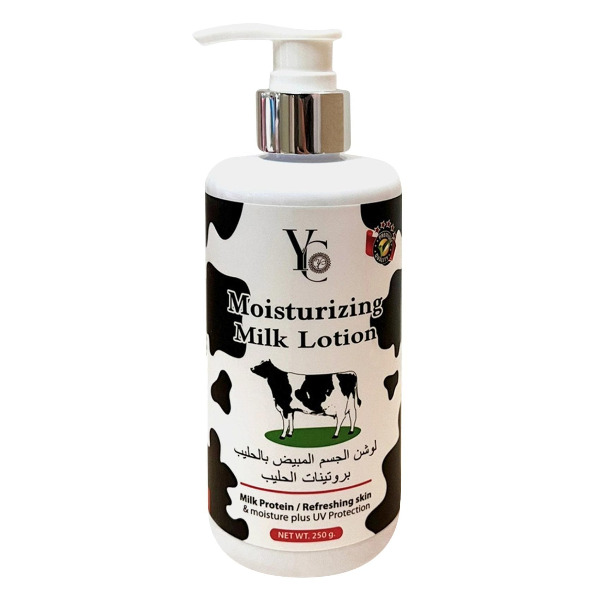 YC
Moisturizing
Milk Lotion
لوشن الجسم المبيض بالحليب
بروتينات الحليب
Milk Protein / Refreshing skin
& moisture plus UV Protection
NET WT. 250 g.